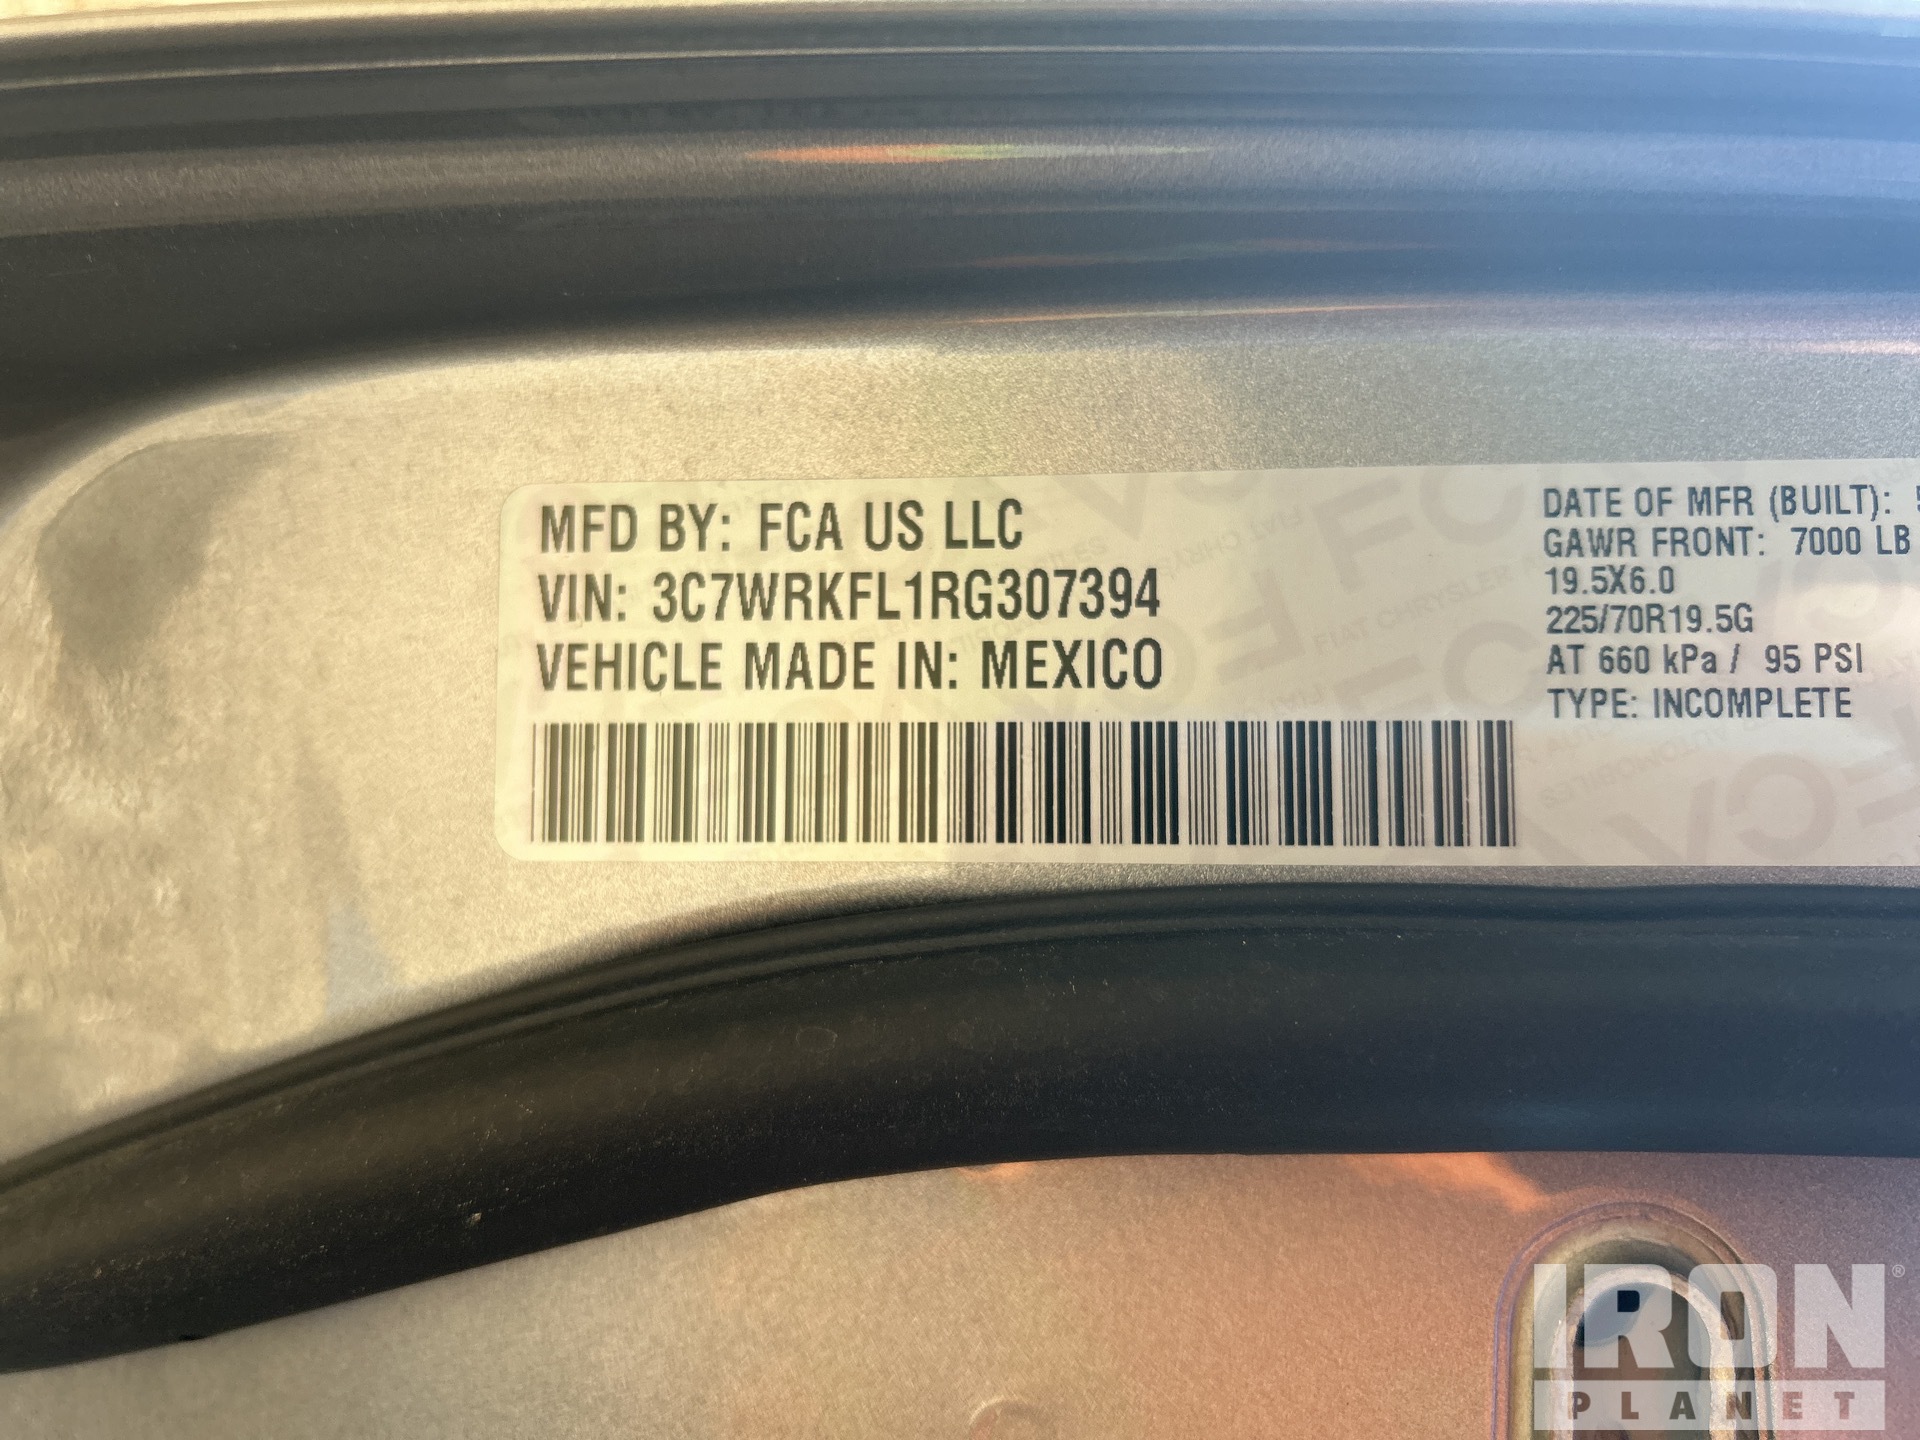 MFD BY: FCA US LLC
VIN: 3C7WRKFL1RG307394
VEHICLE MADE IN: MEXICO
DATE OF MFR (BUILT):
GAWR FRONT: 7000 LB
19.5X6.0
225/70R19.5G
AT 660 kPa / 95 PSI
TYPE: INCOMPLETE
IRON®
PLANET